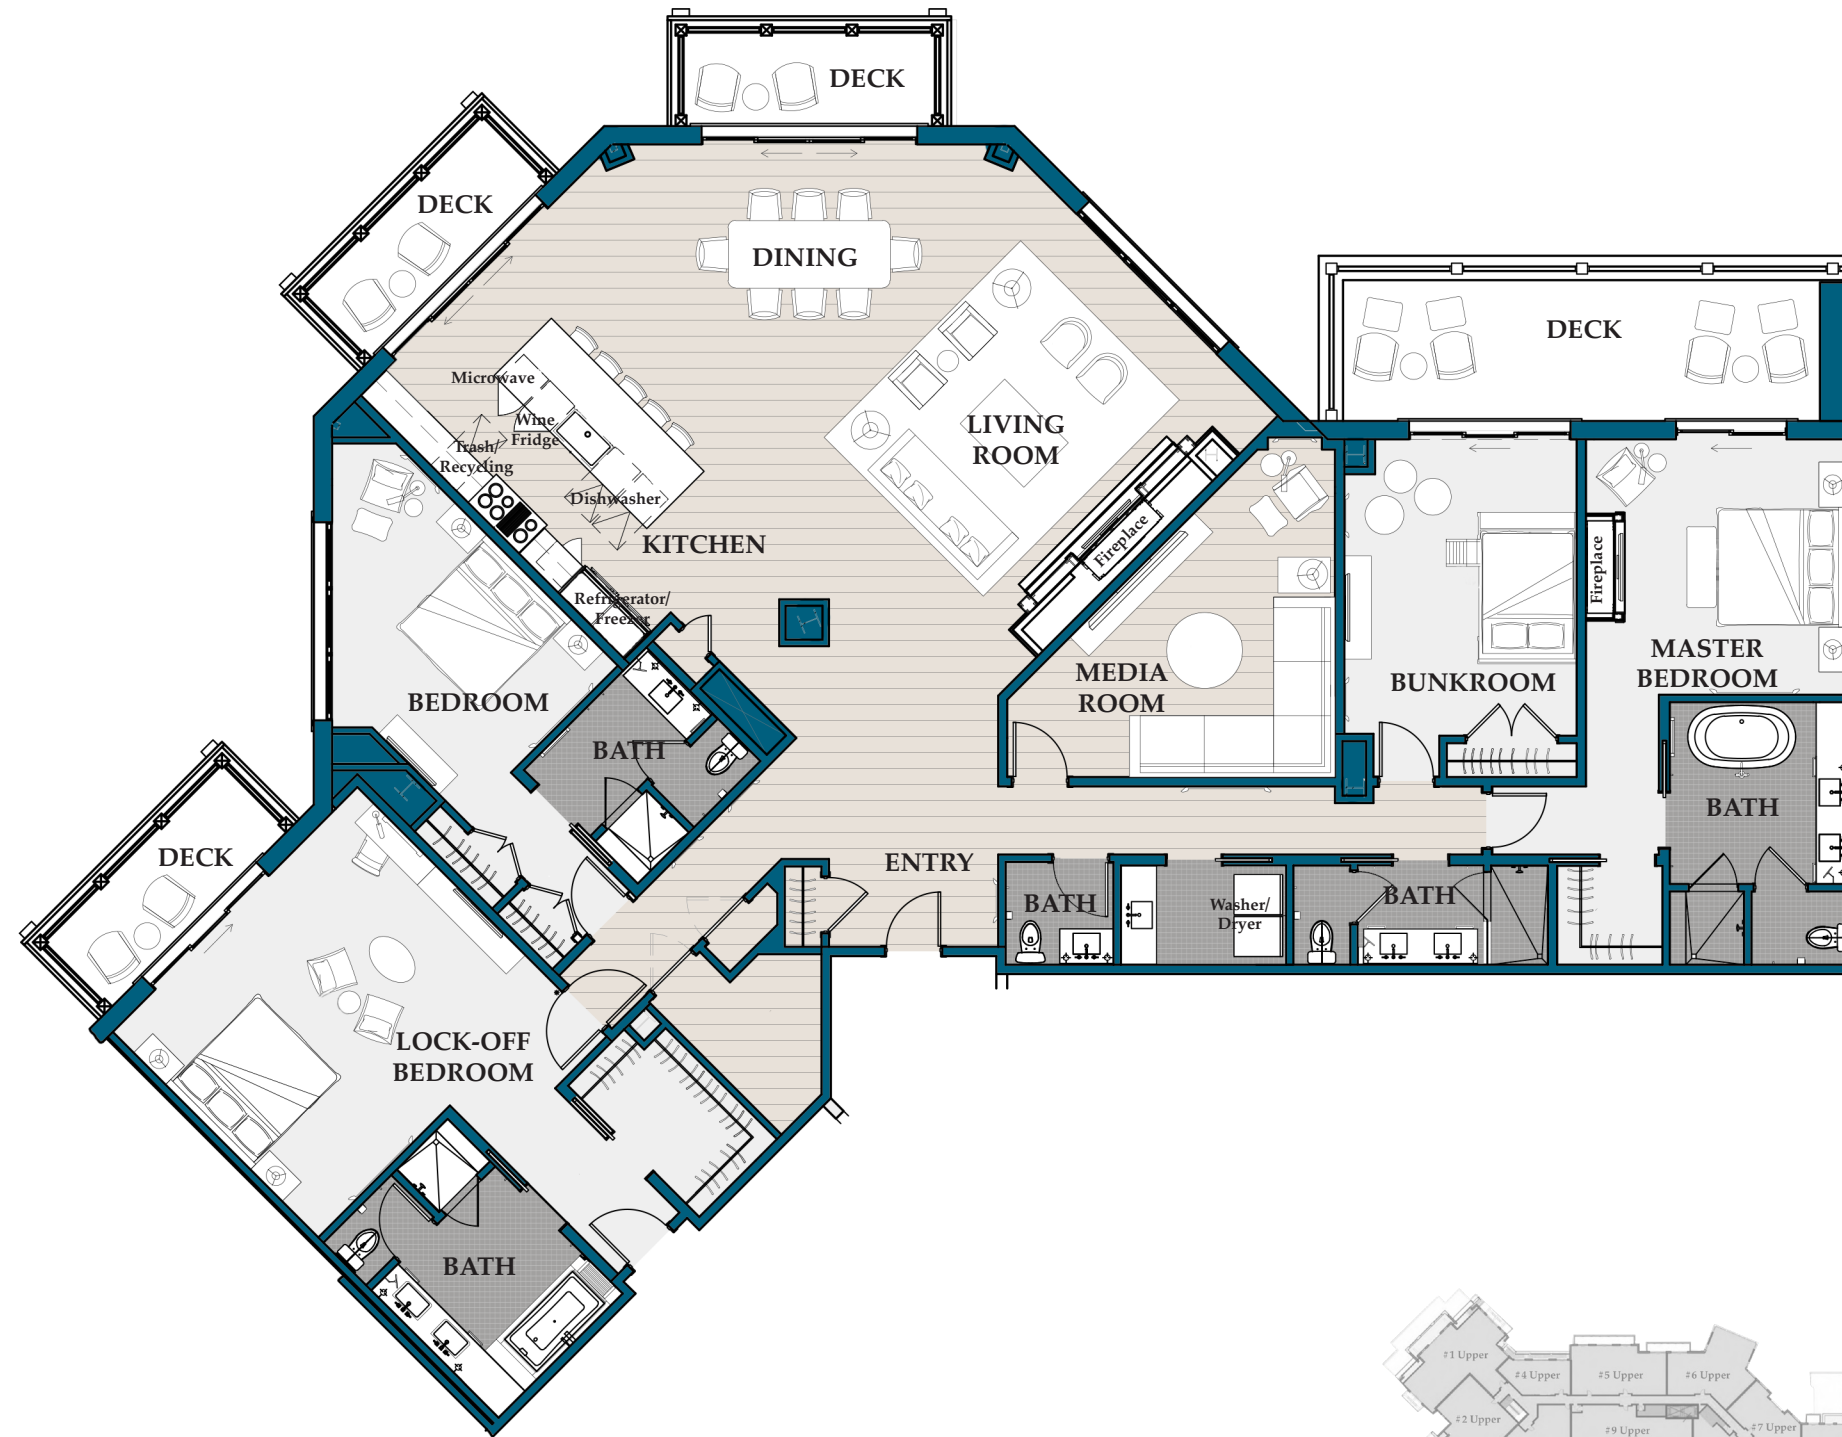 DECK
DECK
DINING
DECK
Microwave
Wine
Fridge
Trash/
Recycling
LIVING
ROOM
Dishwasher
KITCHEN
Fireplace
Fireplace
Refrigerator/
Freezer
BEDROOM
MEDIA
ROOM
BUNKROOM
MASTER
BEDROOM
BATH
BATH
DECK
ENTRY
BATH
Washer/
Dryer
BATH
LOCK-OFF
BEDROOM
BATH
#1 Upper
#4 Upper
#5 Upper
#6 Upper
#2 Upper
#9 Upper
#7 Upper